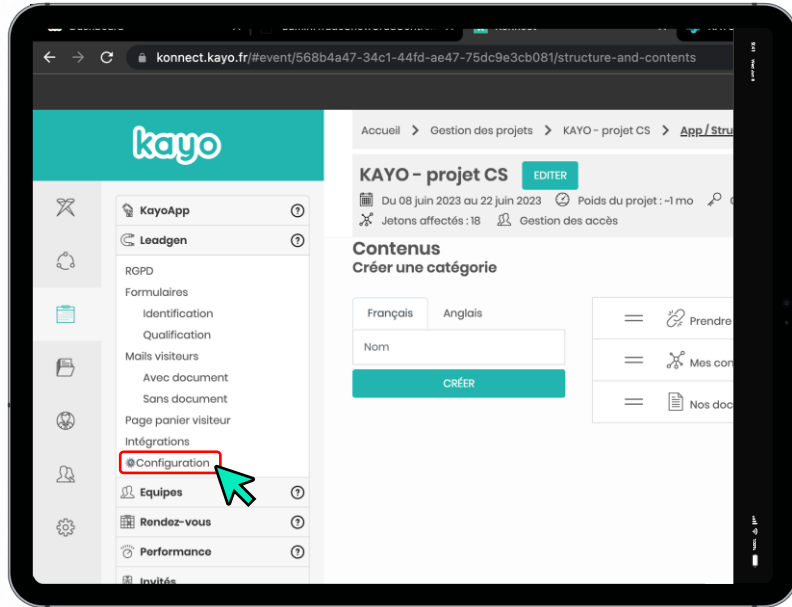 konnect.kayo.fr/#event/568b4a47-34c1-44fd-ae47-75dc9e3cb081/structure-and-contents
kayo
Accueil > Gestion des projets > KAYO - projet CS > App / Stru
KAYO - projet CS EDITER
Du 08 juin 2023 au 22 juin 2023 Poids du projet : ~1 mo
Jetons affectés : 18 Gestion des accès
KayoApp ?
Leadgen ?
RGPD
Formulaires
Identification
Qualification
Mails visiteurs
Avec document
Sans document
Page panier visiteur
Intégrations
Configuration
Equipes ?
Rendez-vous ?
Performance ?
Invités
Contenus
Créer une catégorie
Français Anglais
Nom
CRÉER
Prendre
Mes con
Nos doc